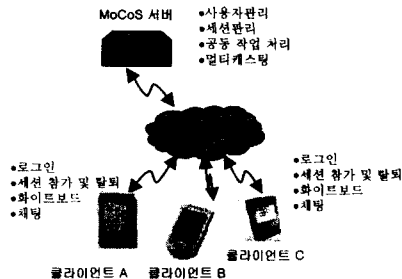 MoCoS 서버
•사용자관리
•세션관리
•공동 작업 처리
•멀티캐스팅
•로그인
•세션 참가 및 탈퇴
•화이트보드
•채팅
•로그인
•세션 참가 및 탈퇴
•화이트보드
•채팅
클라이언트 A
클라이언트 B
클라이언트 C